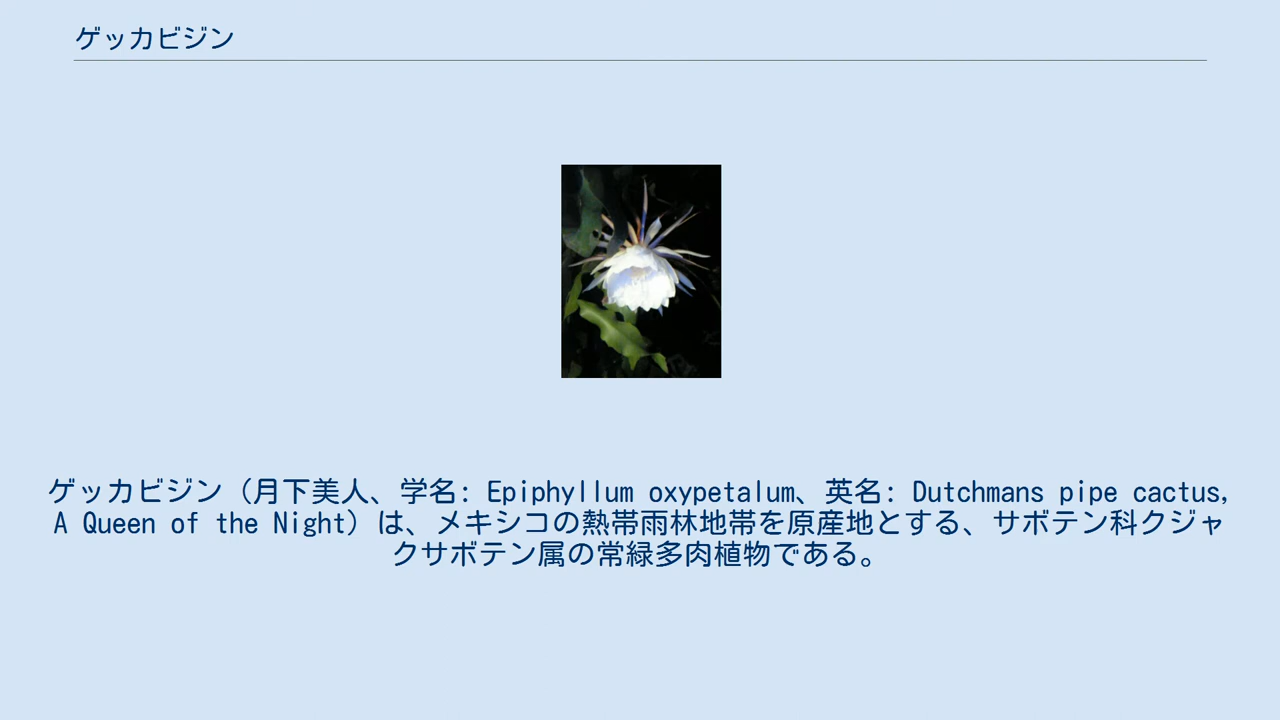 ゲッカビジン
ゲッカビジン（月下美人、学名: Epiphyllum oxypetalum、英名: Dutchmans pipe cactus,
A Queen of the Night）は、メキシコの熱帯雨林地帯を原産地とする、サボテン科クジャ
クサボテン属の常緑多肉植物である。